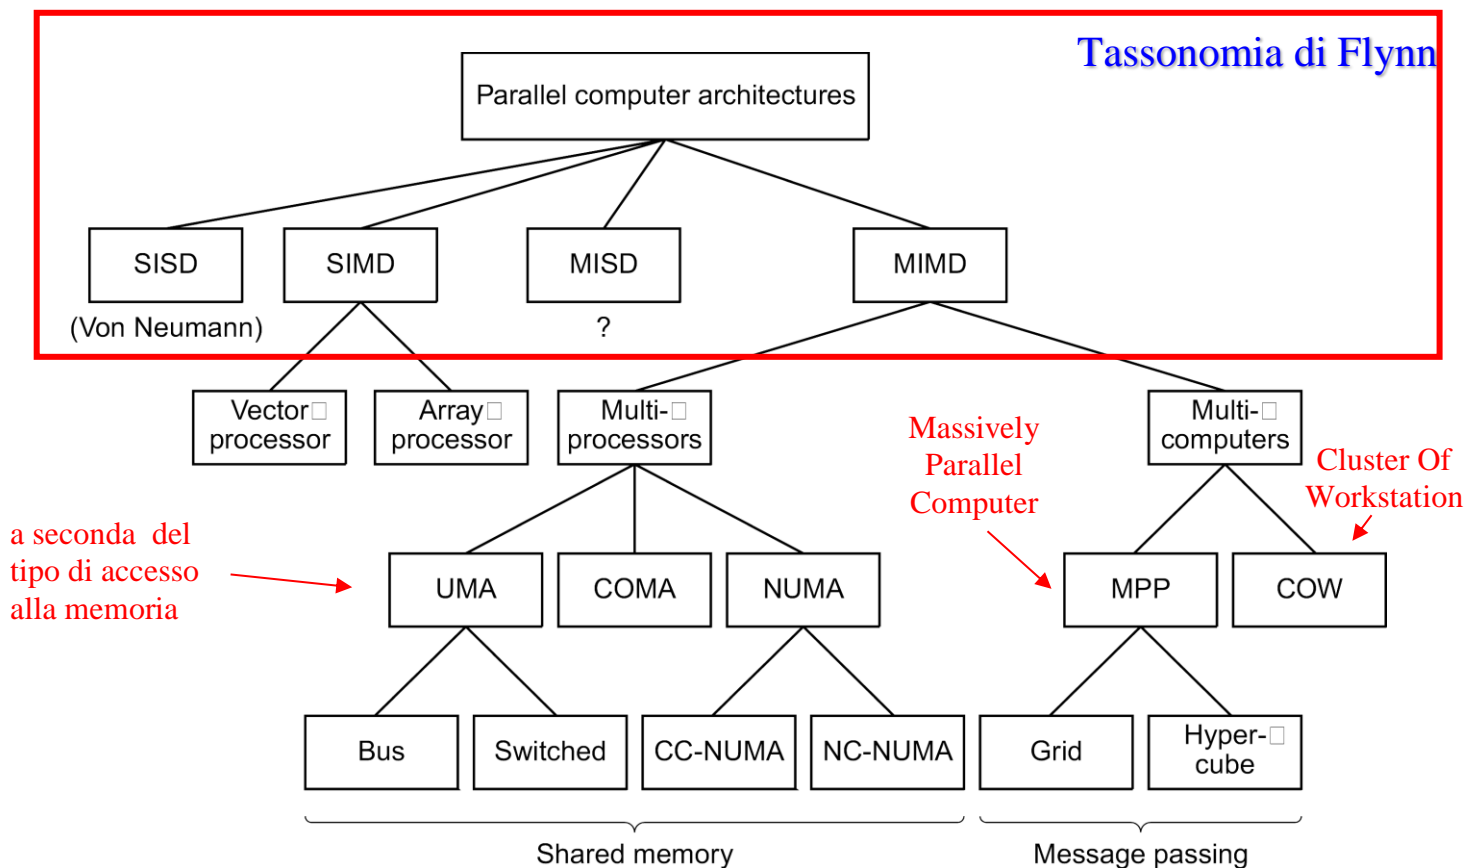 Tassonomia di Flynn
Parallel computer architectures
SISD
SIMD
MISD
MIMD
(Von Neumann)
?
Vector
processor
Array
processor
Multi-
processors
Multi-
computers
Massively
Parallel
Computer
Cluster Of
Workstation
a seconda del
tipo di accesso
alla memoria
UMA
COMA
NUMA
MPP
COW
Bus
Switched
CC-NUMA
NC-NUMA
Grid
Hyper-
cube
Shared memory
Message passing